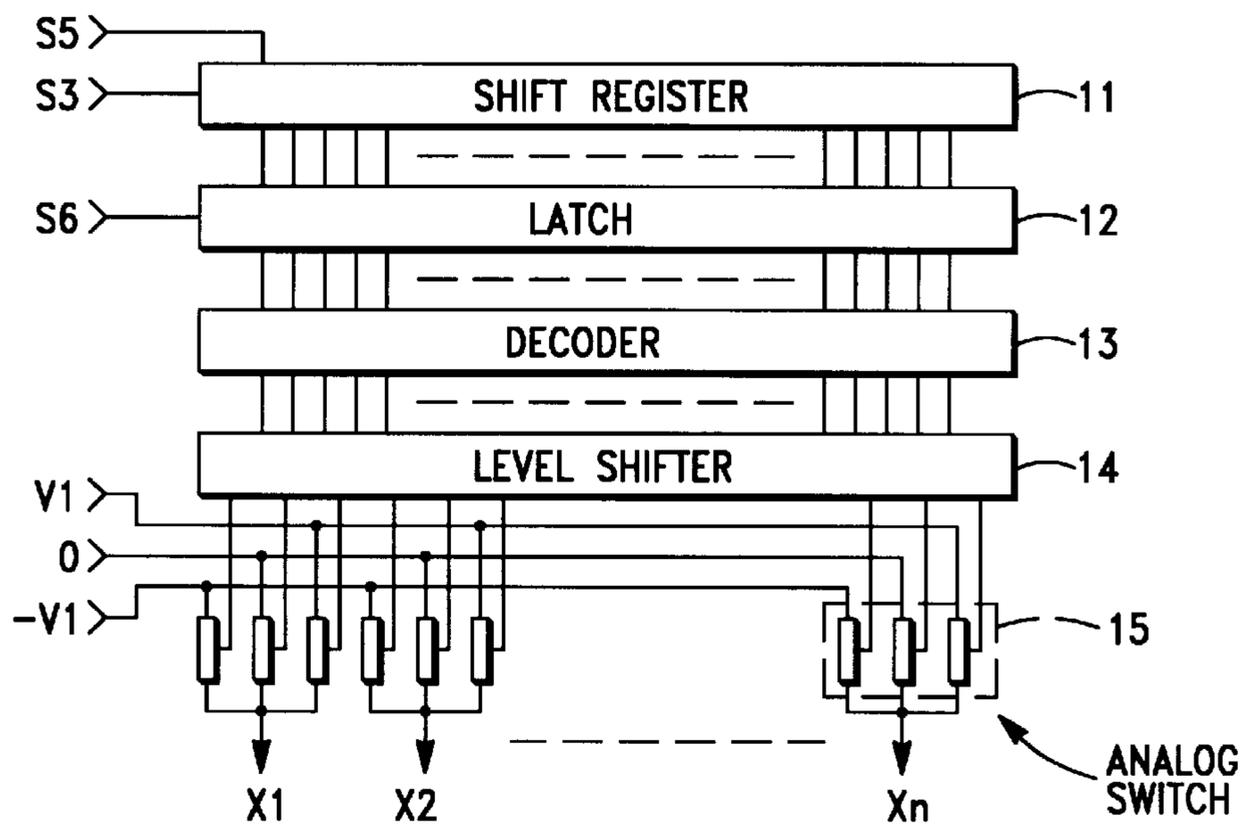 S5
S3
SHIFT REGISTER
11
S6
LATCH
12
DECODER
13
LEVEL SHIFTER
14
V1
0
-V1
15
X1
X2
Xn
ANALOG
SWITCH